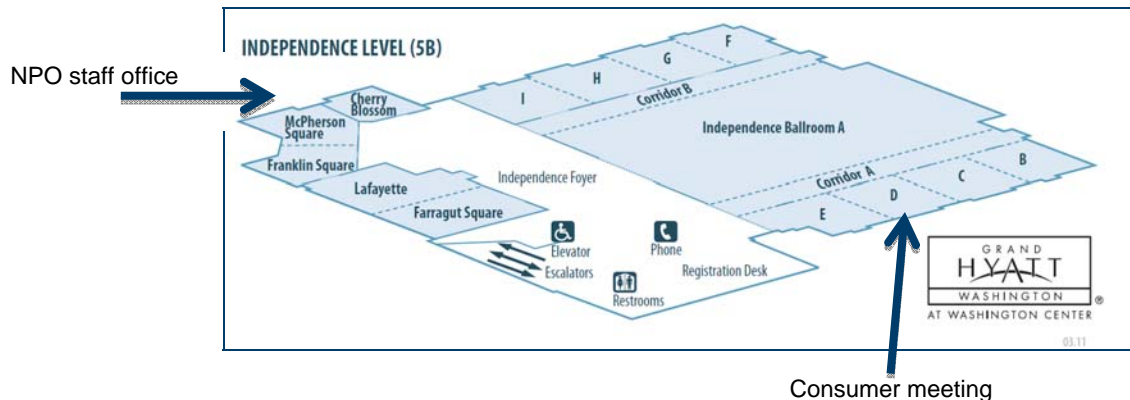 INDEPENDENCE LEVEL (5B)
NPO staff office
F
G
H
I
Corridor B
Cherry
Blossom
McPherson
Square
Franklin Square
Independence Ballroom A
Lafayette
Independence Foyer
Corridor A
B
C
D
E
Farragut Square
Elevator
Phone
Escalators
Registration Desk
Restrooms
GRAND
HYATT
WASHINGTON
®
AT WASHINGTON CENTER
03.11
Consumer meeting